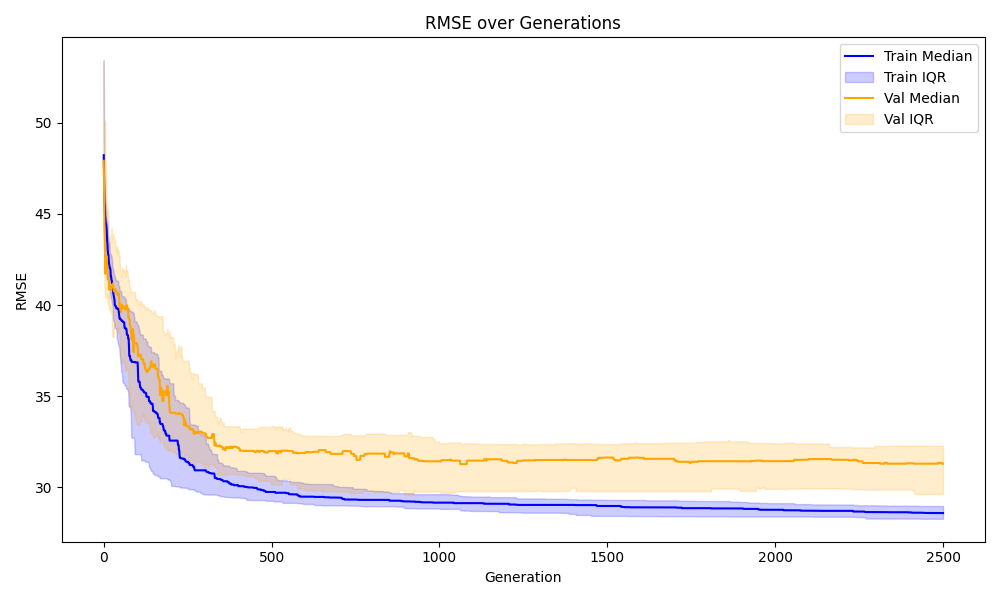 RMSE over Generations
Train Median
Train IQR
Val Median
Val IQR
RMSE
50
45
40
35
30
0
500
1000
1500
2000
2500
Generation